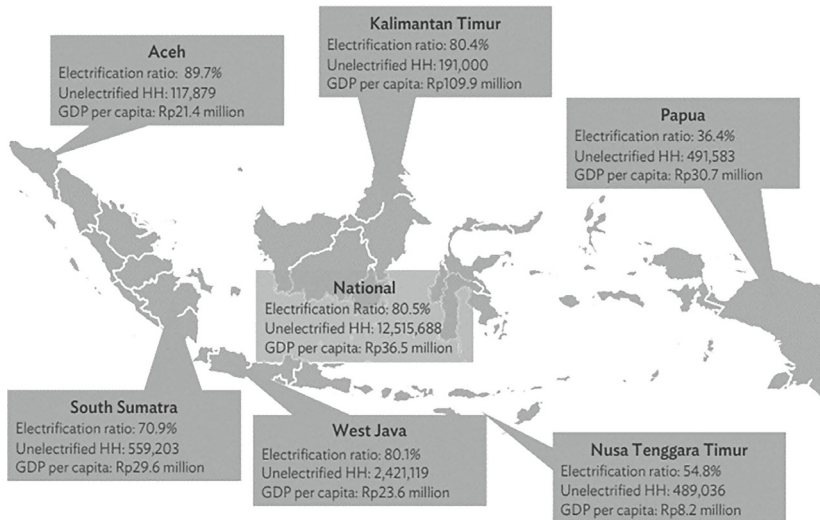 Kalimantan Timur
Electrification ratio: 80.4%
Unelectrified HH: 191,000
GDP per capita: Rp109.9 million
Aceh
Electrification ratio: 89.7%
Unelectrified HH: 117,879
GDP per capita: Rp21.4 million
Papua
Electrification ratio: 36.4%
Unelectrified HH: 491,583
GDP per capita: Rp30.7 million
National
Electrification Ratio: 80.5%
Unelectrified HH: 12,515,688
GDP per capita: Rp36.5 million
South Sumatra
Electrification ratio: 70.9%
Unelectrified HH: 559,203
GDP per capita: Rp29.6 million
West Java
Electrification ratio: 80.1%
Unelectrified HH: 2,421,119
GDP per capita: Rp23.6 million
Nusa Tenggara Timur
Electrification ratio: 54.8%
Unelectrified HH: 489,036
GDP per capita: Rp8.2 million